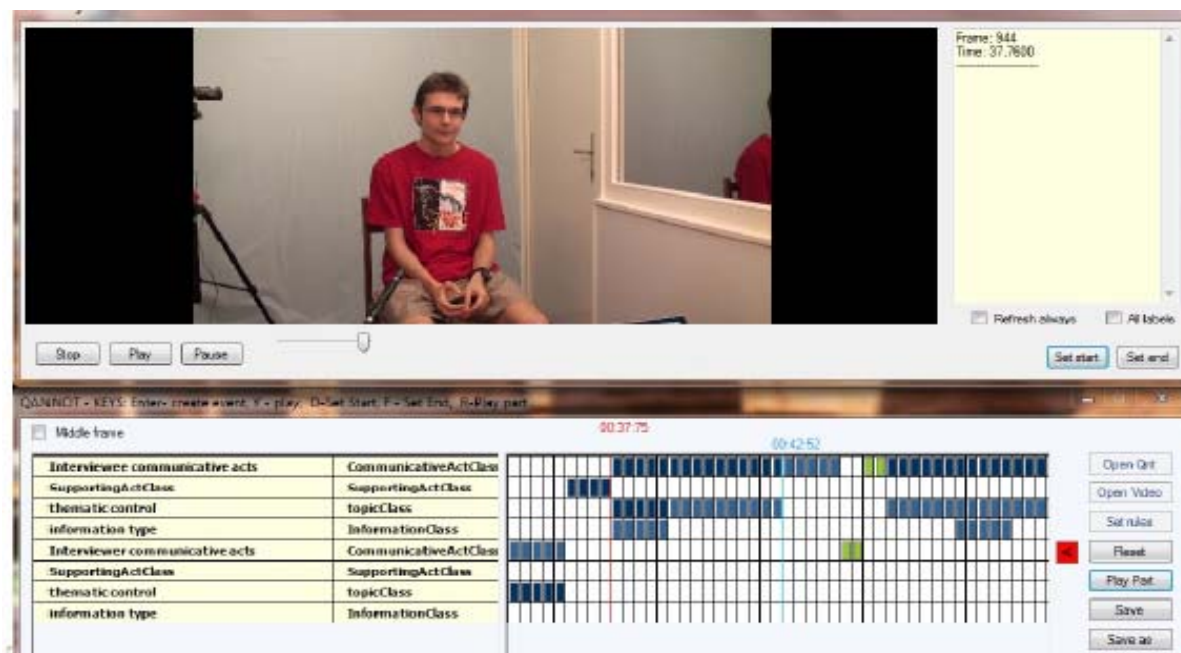 Frame: 944
Time: 37.7600
Refresh always All labels
Stop Play Pause Set start Set end
QANNOT - KEYS: Enter- create event, Y - play, D-Set Start, F - Set End, R-Play part
Middle frame 00:37:75
00:42:52
Interviewee communicative acts CommunicativeActClass Open Qnt
SupportingActClass SupportingActClass Open Video
thematic control topicClass
information type InformationClass Set rules
Interviewer communicative acts CommunicativeActClass < Reset
SupportingActClass SupportingActClass Play Part
thematic control topicClass
information type InformationClass Save
Save as